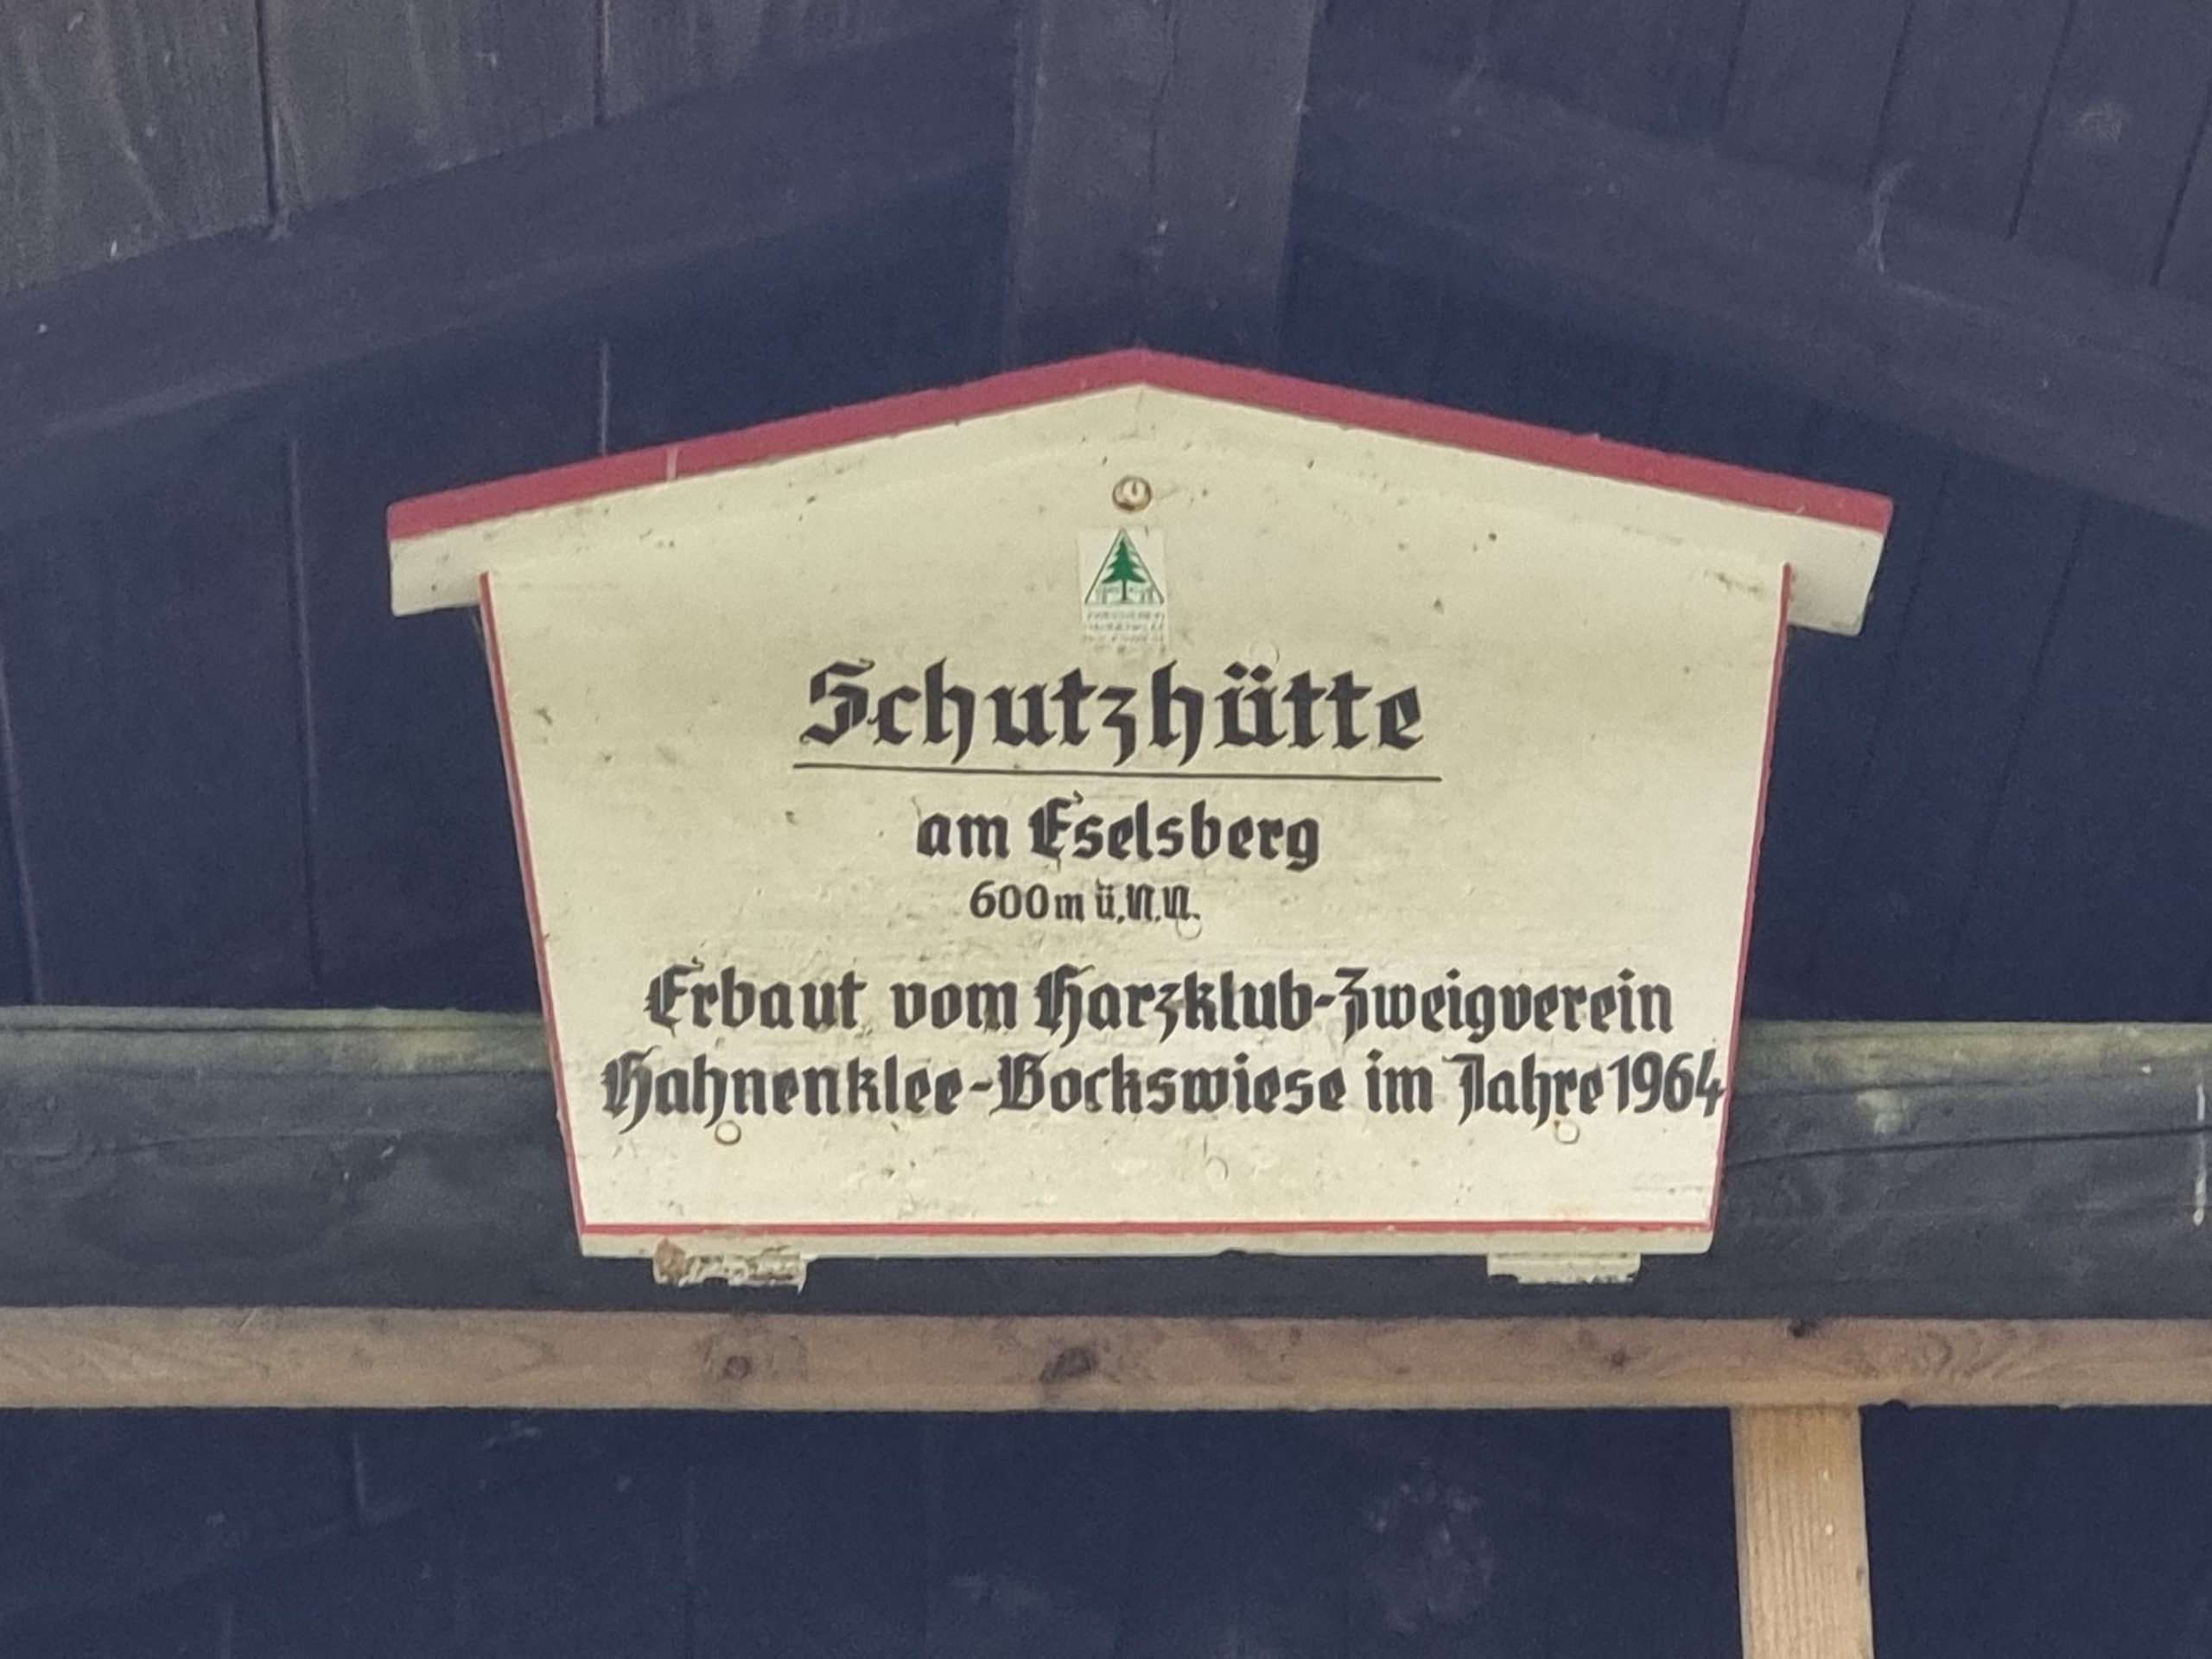 Schutzhütte
am Eselsberg
600m ü.N.N.
Erbaut vom Harzklub-Zweigverein
Hahnenklee-Bockswiese im Jahre 1964